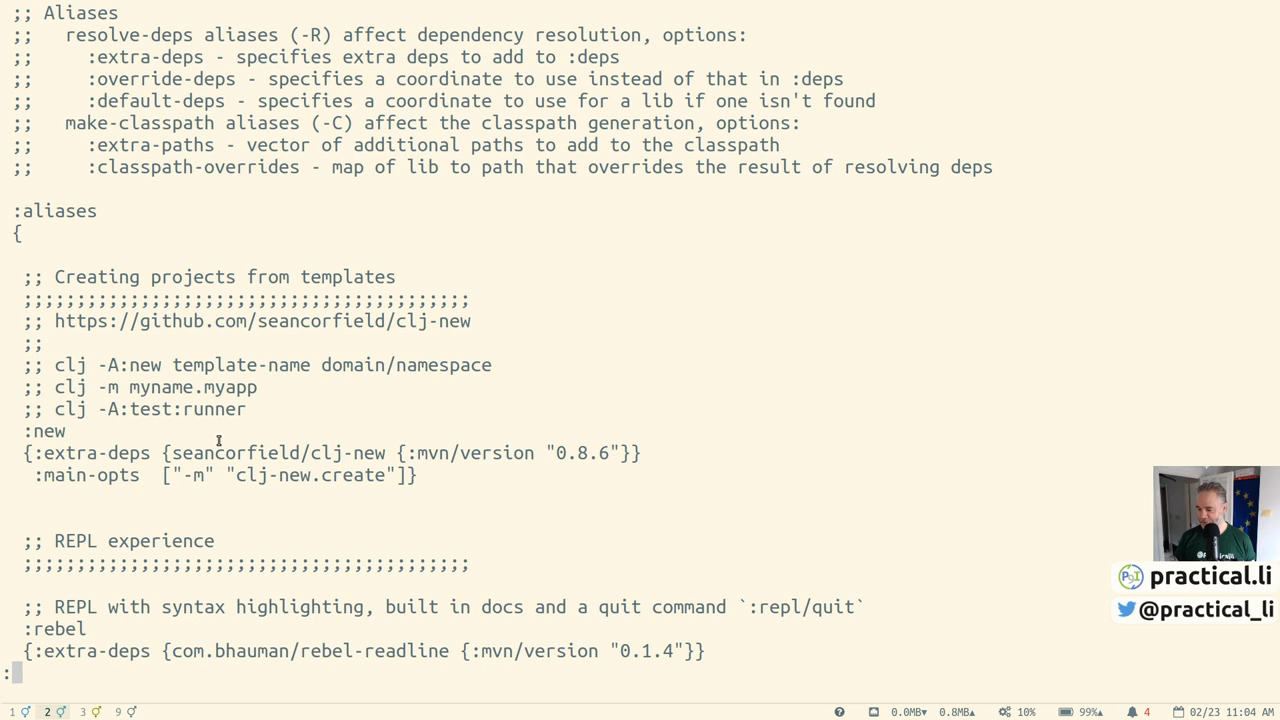 ;; Aliases
;;   resolve-deps aliases (-R) affect dependency resolution, options:
;;     :extra-deps - specifies extra deps to add to :deps
;;     :override-deps - specifies a coordinate to use instead of that in :deps
;;     :default-deps - specifies a coordinate to use for a lib if one isn't found
;;   make-classpath aliases (-C) affect the classpath generation, options:
;;     :extra-paths - vector of additional paths to add to the classpath
;;     :classpath-overrides - map of lib to path that overrides the result of resolving deps
:aliases
{
;; Creating projects from templates
;;;;;;;;;;;;;;;;;;;;;;;;;;;;;;;;;;;;;;;;;;
;; https://github.com/seancorfield/clj-new
;;
;; clj -A:new template-name domain/namespace
;; clj -m myname.myapp
;; clj -A:test:runner
:new
{:extra-deps {seancorfield/clj-new {:mvn/version "0.8.6"}}
:main-opts  ["-m" "clj-new.create"]}
;; REPL experience
;;;;;;;;;;;;;;;;;;;;;;;;;;;;;;;;;;;;;;;;;;
;; REPL with syntax highlighting, built in docs and a quit command `:repl/quit`
:rebel
{:extra-deps {com.bhauman/rebel-readline {:mvn/version "0.1.4"}}
:
practical.li
@practical_li
1 2 3 9 0.0MB 0.8MB 10% 99% 4 02/23 11:04 AM